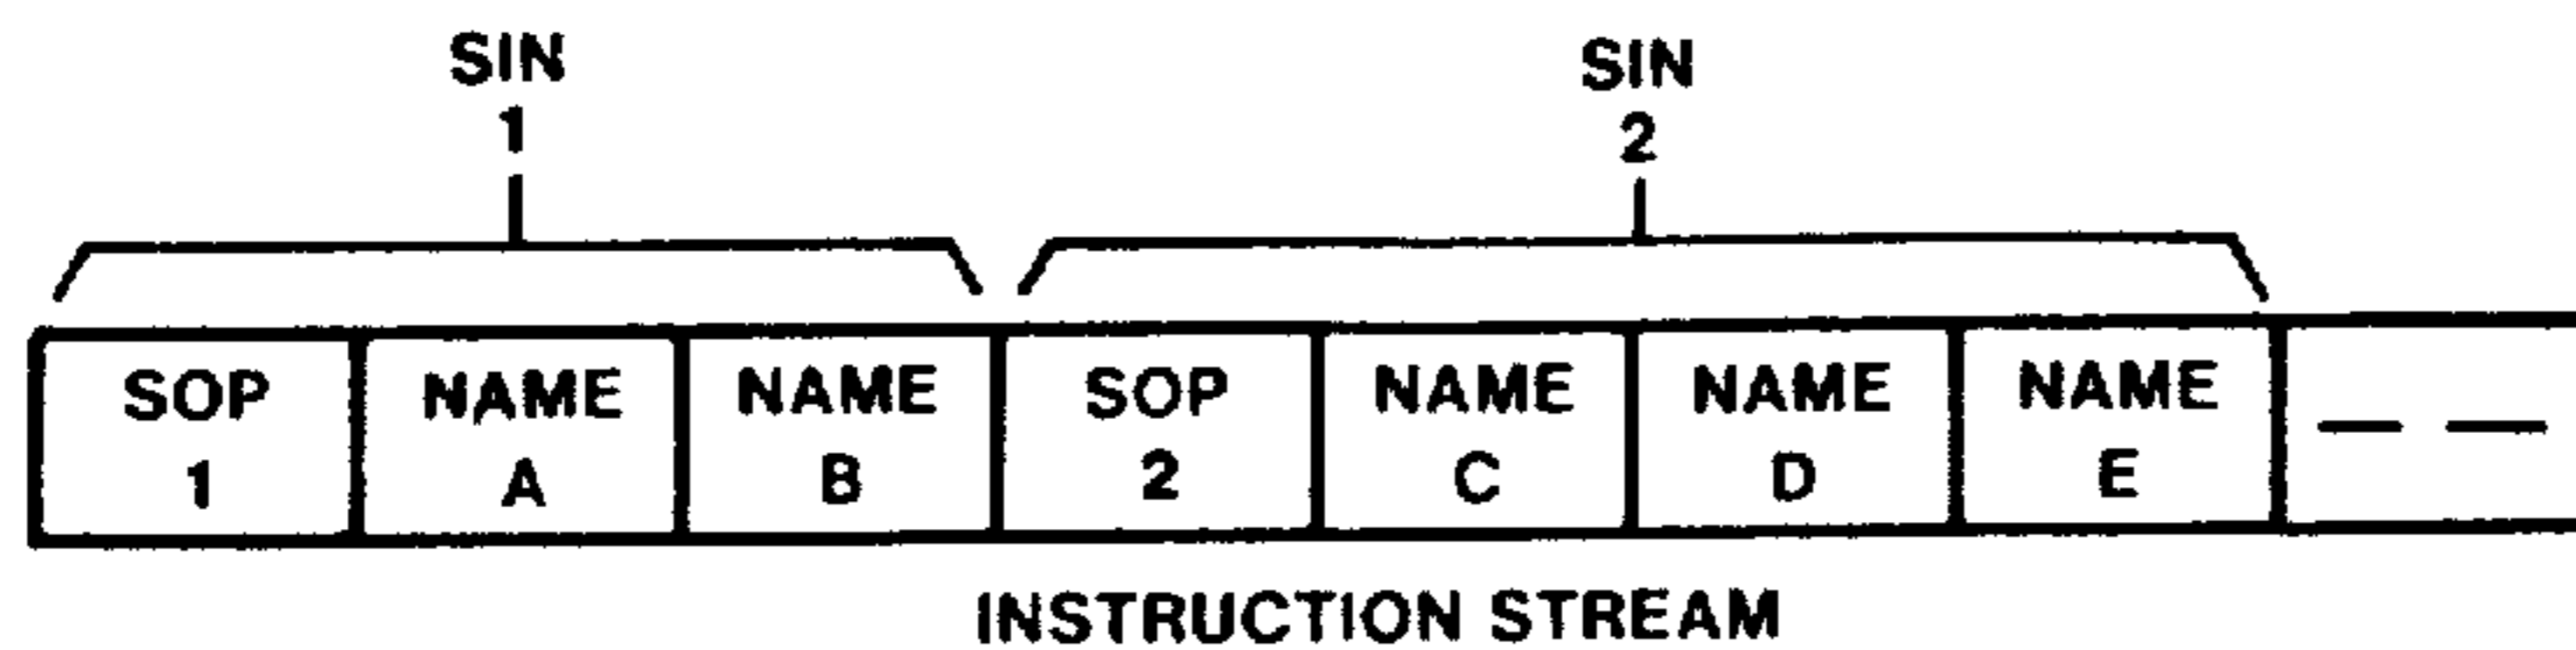 SIN SIN
1 2
SOP NAME NAME SOP NAME NAME NAME
1 A B 2 C D E
INSTRUCTION STREAM